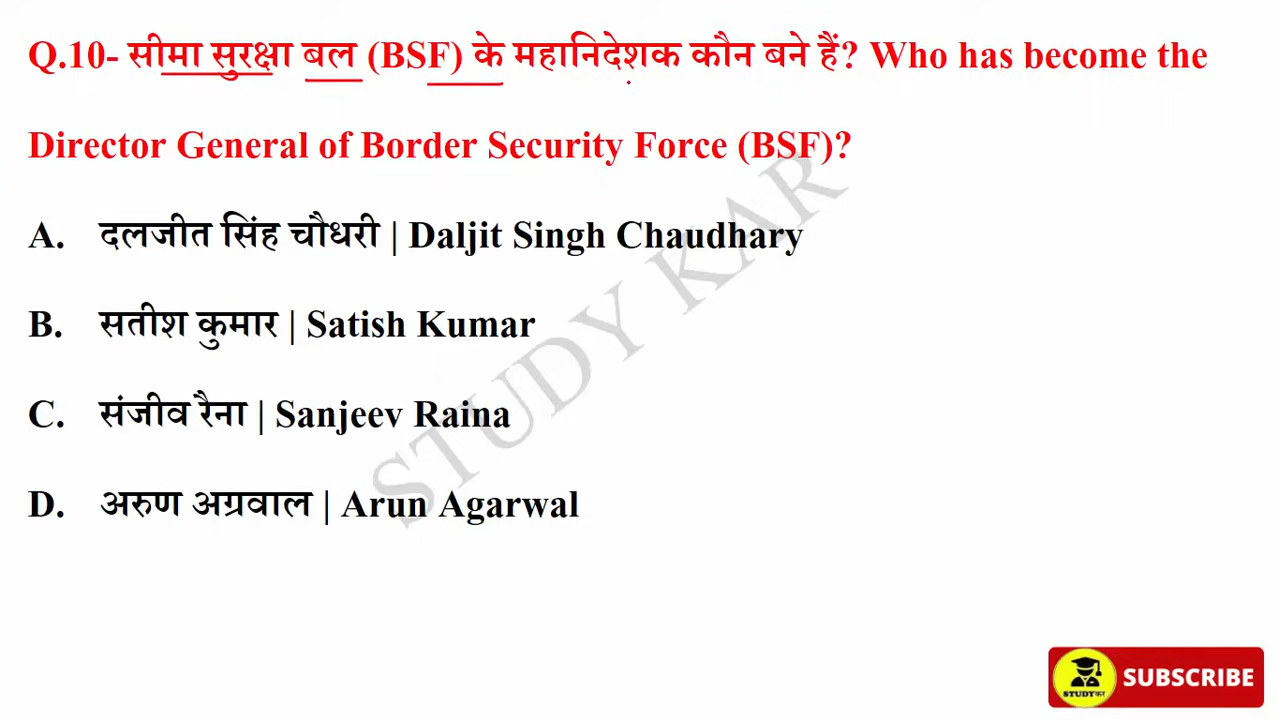 Q.10- सीमा सुरक्षा बल (BSF) के महानिदेशक कौन बने हैं? Who has become the
Director General of Border Security Force (BSF)?
A. दलजीत सिंह चौधरी | Daljit Singh Chaudhary
B. सतीश कुमार | Satish Kumar
C. संजीव रैना | Sanjeev Raina
D. अरुण अग्रवाल | Arun Agarwal
STUDY KAR
STUDYकर
SUBSCRIBE